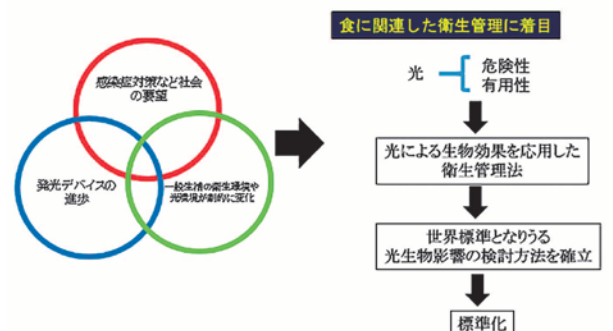 食に関連した衛生管理に着目
感染症対策など社会
の要望
発光デバイスの
進歩
一般生活の衛生環境や
光環境が劇的に変化
光
危険性
有用性
光による生物効果を応用した
衛生管理法
世界標準となりうる
光生物影響の検討方法を確立
標準化